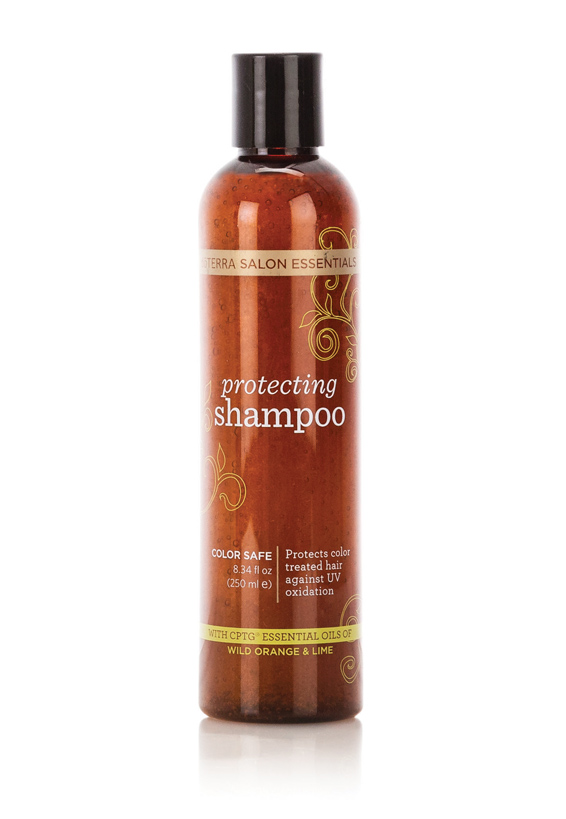 TERRA SALON ESSENTIALS
protecting
shampoo
COLOR SAFE
8.34 fl oz
(250 ml e)
Protects color
treated hair
against UV
oxidation
WITH CPTG® ESSENTIAL OILS OF
WILD ORANGE & LIME